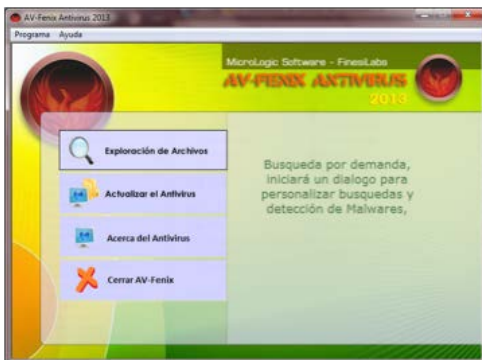 AV-Fenix Antivirus 2013
Programa Ayuda
MicroLogic Software - FinesiLabs
AV-FENIX ANTIVIRUS
2013
Exploración de Archivos
Actualizar el Antivirus
Acerca del Antivirus
Cerrar AV-Fenix
Busqueda por demanda,
iniciará un dialogo para
personalizar busquedas y
detección de Malwares,